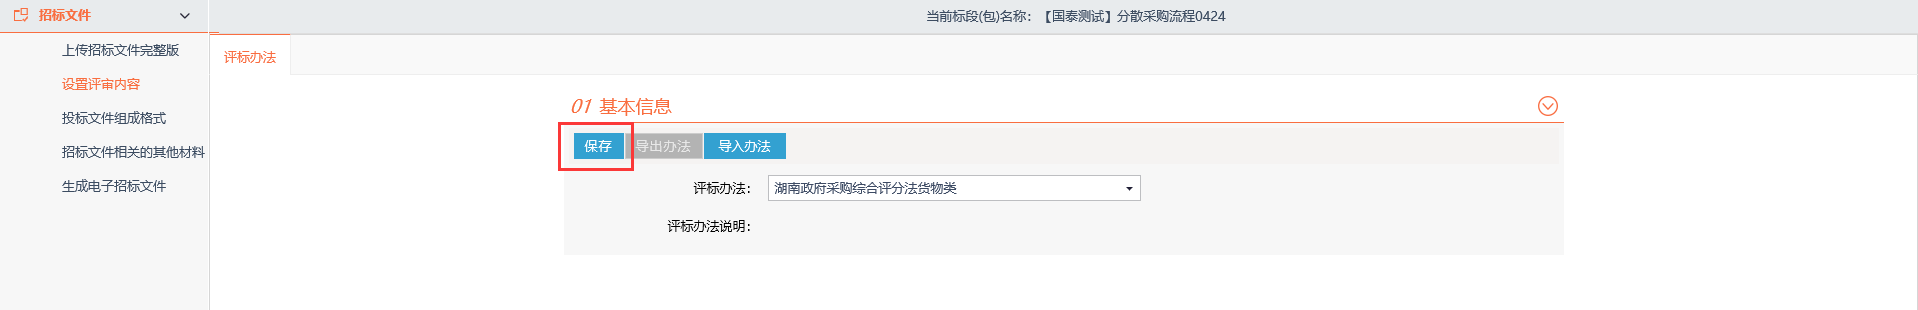 招标文件
当前标段(包)名称：【国泰测试】分散采购流程0424
上传招标文件完整版
设置评审内容
投标文件组成格式
招标文件相关的其他材料
生成电子招标文件
评标办法
01 基本信息
保存 导出办法 导入办法
评标办法： 湖南政府采购综合评分法货物类
评标办法说明：